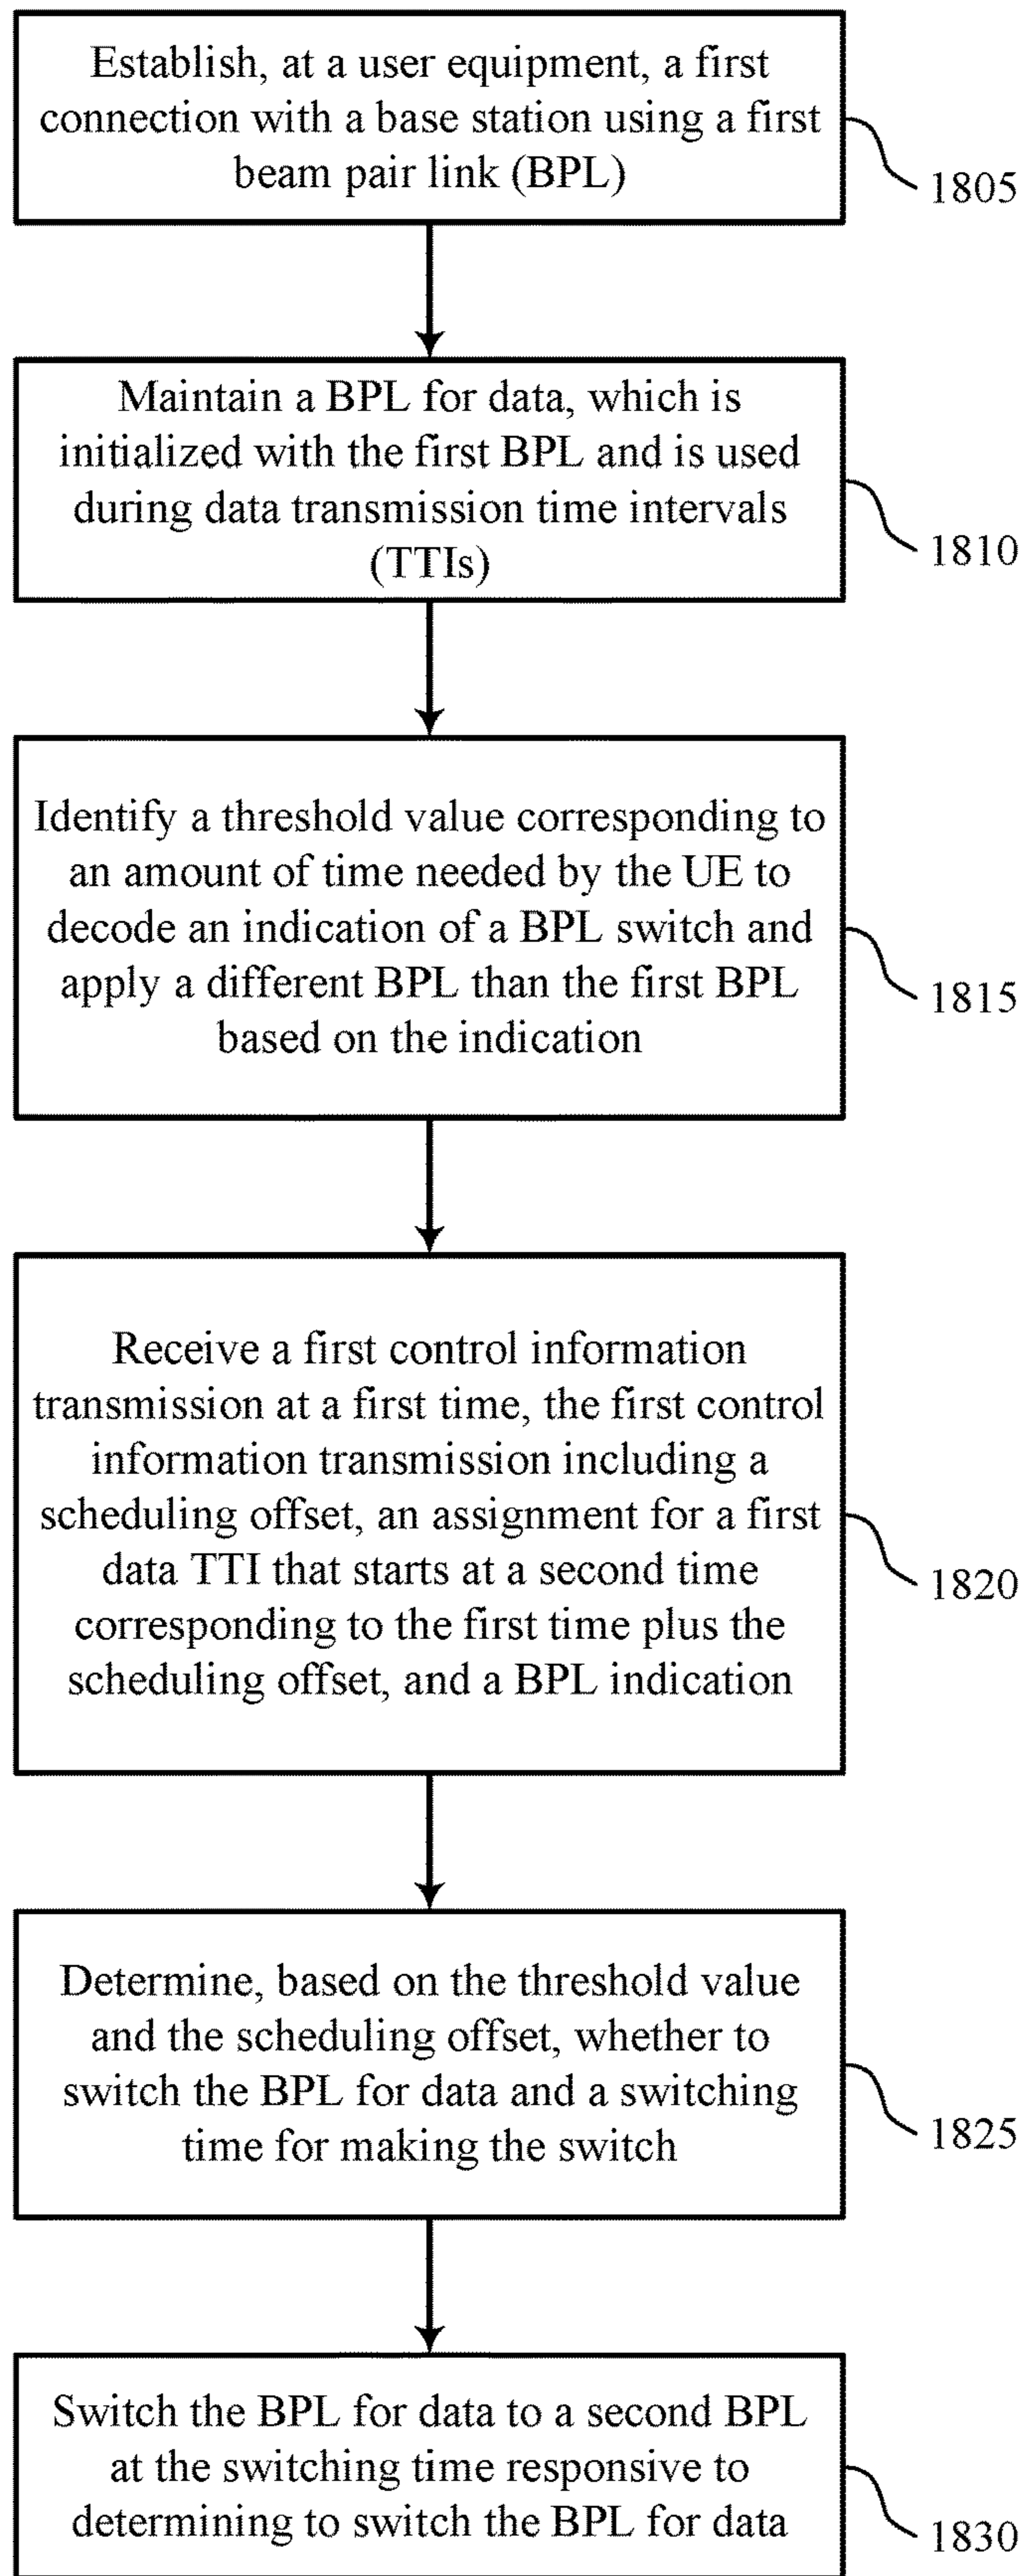 Establish, at a user equipment, a first
connection with a base station using a first
beam pair link (BPL)
1805
Maintain a BPL for data, which is
initialized with the first BPL and is used
during data transmission time intervals
(TTIs)
1810
Identify a threshold value corresponding to
an amount of time needed by the UE to
decode an indication of a BPL switch and
apply a different BPL than the first BPL
based on the indication
1815
Receive a first control information
transmission at a first time, the first control
information transmission including a
scheduling offset, an assignment for a first
data TTI that starts at a second time
corresponding to the first time plus the
scheduling offset, and a BPL indication
1820
Determine, based on the threshold value
and the scheduling offset, whether to
switch the BPL for data and a switching
time for making the switch
1825
Switch the BPL for data to a second BPL
at the switching time responsive to
determining to switch the BPL for data
1830